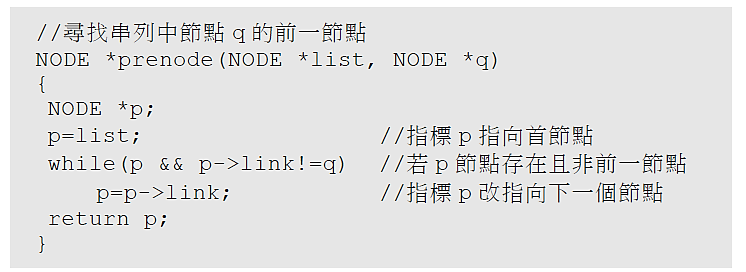 //尋找串列中節點 q 的前一節點
NODE *prenode(NODE *list, NODE *q)
{
NODE *p;
p=list; //指標 p 指向首節點
while(p && p->link!=q) //若 p 節點存在且非前一節點
p=p->link; //指標 p 改指向下一個節點
return p;
}